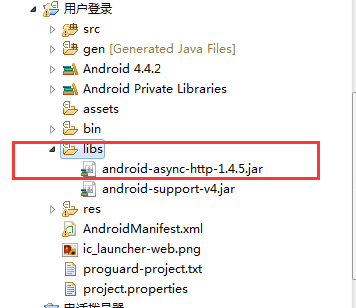 用户登录
src
gen [Generated Java Files]
Android 4.4.2
Android Private Libraries
assets
bin
libs
android-async-http-1.4.5.jar
android-support-v4.jar
res
AndroidManifest.xml
ic_launcher-web.png
proguard-project.txt
project.properties